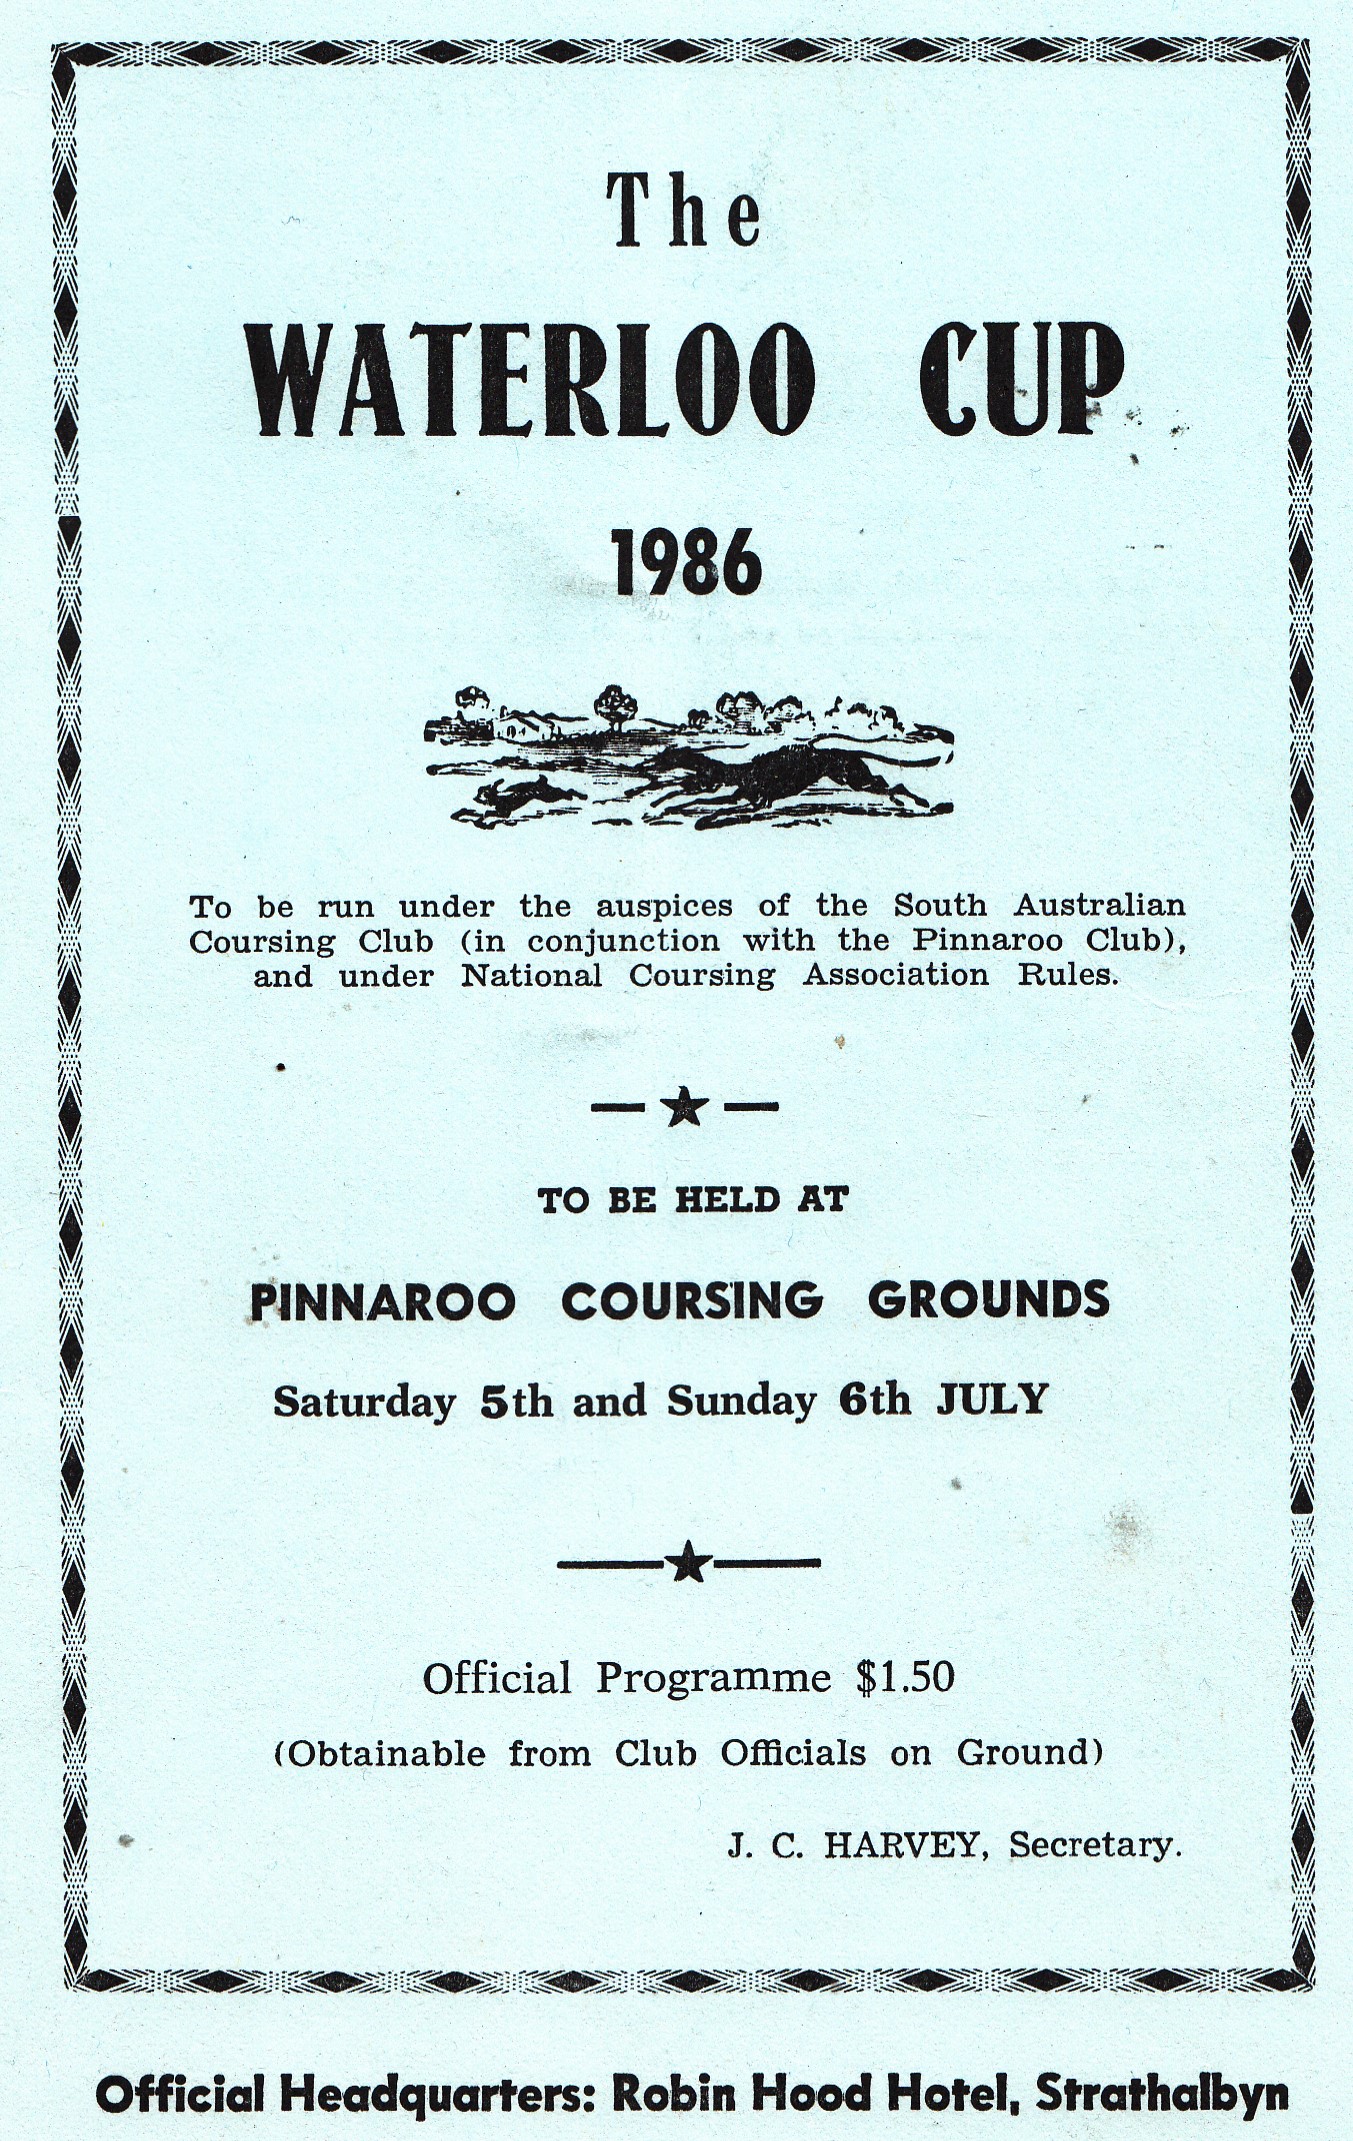 The
WATERLOO CUP
1986
To be run under the auspices of the South Australian
Coursing Club (in conjunction with the Pinnaroo Club),
and under National Coursing Association Rules.
TO BE HELD AT
PINNAROO COURSING GROUNDS
Saturday 5th and Sunday 6th JULY
Official Programme $1.50
(Obtainable from Club Officials on Ground)
J. C. HARVEY, Secretary.
Official Headquarters: Robin Hood Hotel, Strathalbyn